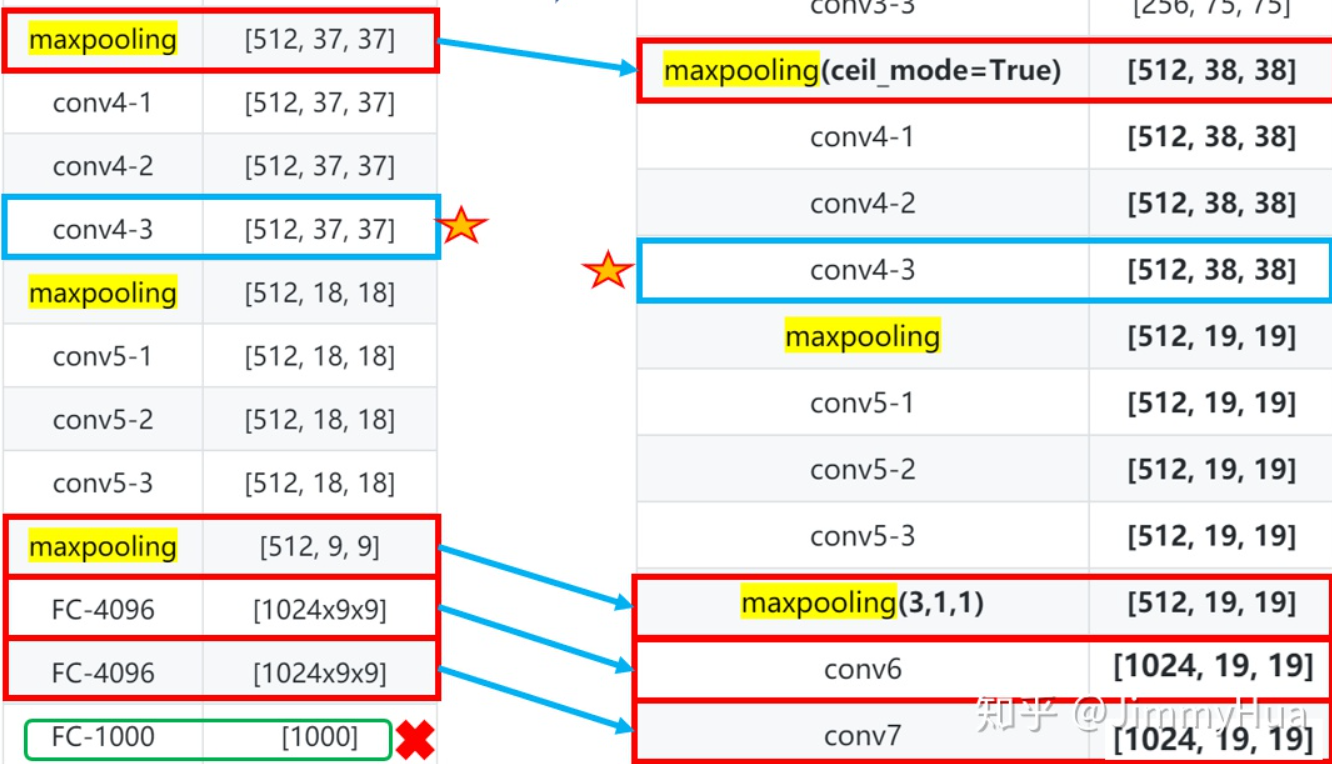 maxpooling [512, 37, 37]
conv4-1 [512, 37, 37]
conv4-2 [512, 37, 37]
conv4-3 [512, 37, 37]
maxpooling [512, 18, 18]
conv5-1 [512, 18, 18]
conv5-2 [512, 18, 18]
conv5-3 [512, 18, 18]
maxpooling [512, 9, 9]
FC-4096 [1024x9x9]
FC-4096 [1024x9x9]
FC-1000 [1000]
conv3-3 [256, 75, 75]
maxpooling(ceil_mode=True) [512, 38, 38]
conv4-1 [512, 38, 38]
conv4-2 [512, 38, 38]
conv4-3 [512, 38, 38]
maxpooling [512, 19, 19]
conv5-1 [512, 19, 19]
conv5-2 [512, 19, 19]
conv5-3 [512, 19, 19]
maxpooling(3,1,1) [512, 19, 19]
conv6 [1024, 19, 19]
conv7 [1024, 19, 19]
知乎 @JimmyHua